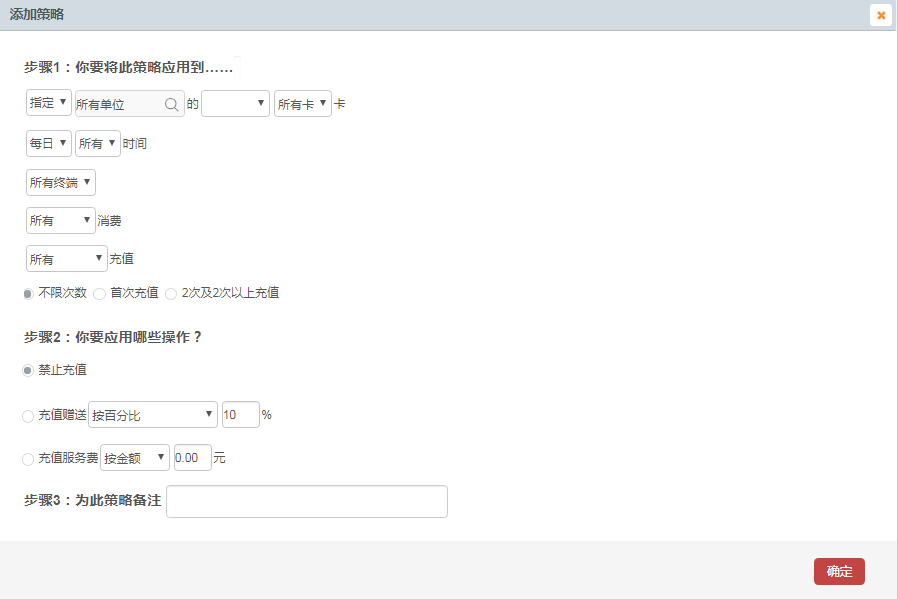 添加策略
步骤1：你要将此策略应用到……
指定 所有单位 的 所有卡 卡
每日 所有 时间
所有终端
所有 消费
所有 充值
不限次数 首次充值 2次及2次以上充值
步骤2：你要应用哪些操作？
禁止充值
充值赠送 按百分比 10 %
充值服务费 按金额 0.00 元
步骤3：为此策略备注
确定